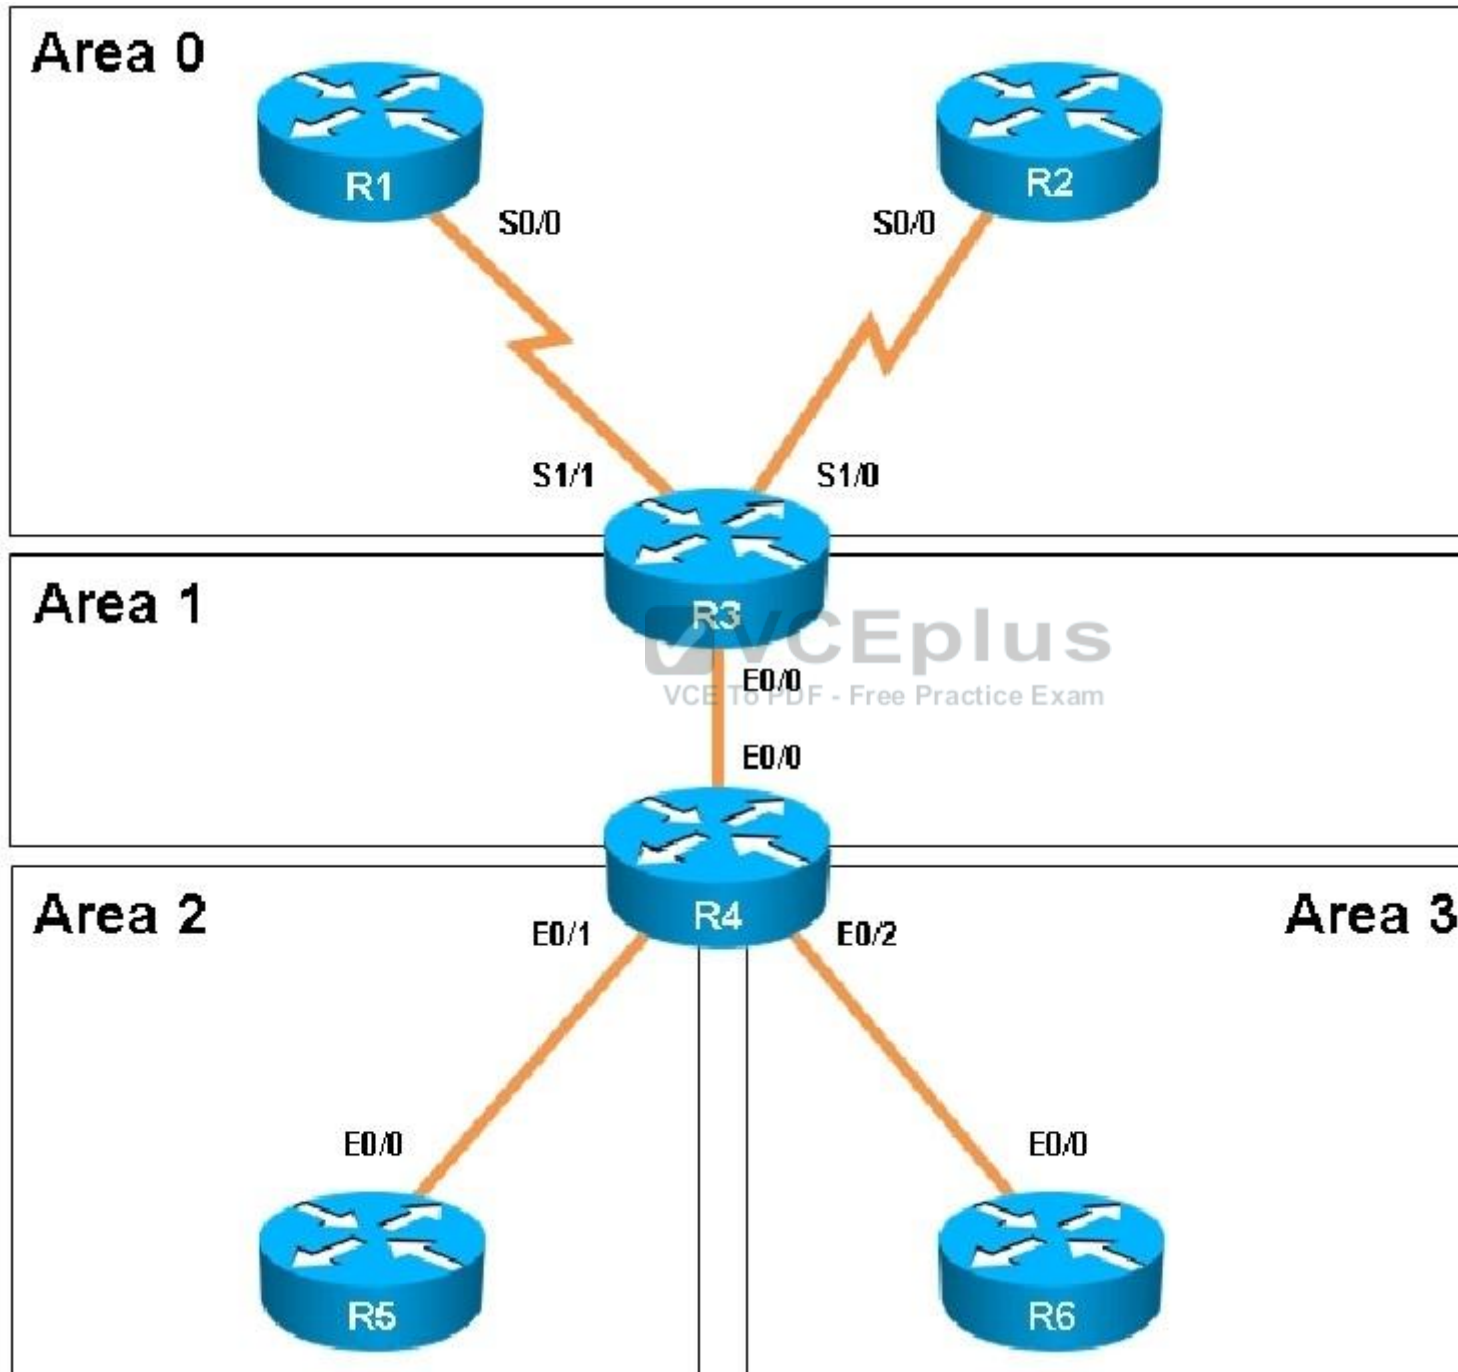 Area 0
R1
R2
S0/0
S0/0
S1/1
S1/0
Area 1
R3
VCEplus
E0/0
VCE To PDF - Free Practice Exam
E0/0
Area 2
R4
Area 3
E0/1
E0/2
E0/0
E0/0
R5
R6